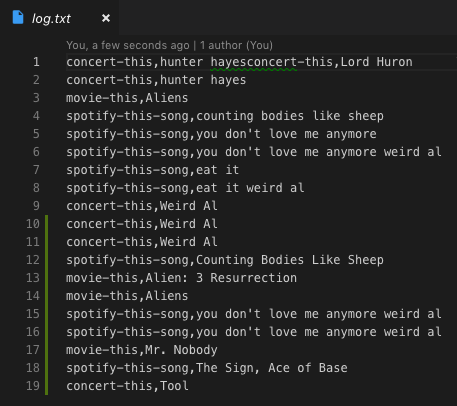 log.txt ×
You, a few seconds ago | 1 author (You)
1 concert-this,hunter hayesconcert-this,Lord Huron
2 concert-this,hunter hayes
3 movie-this,Aliens
4 spotify-this-song,counting bodies like sheep
5 spotify-this-song,you don't love me anymore
6 spotify-this-song,you don't love me anymore weird al
7 spotify-this-song,eat it
8 spotify-this-song,eat it weird al
9 concert-this,Weird Al
10 concert-this,Weird Al
11 concert-this,Weird Al
12 spotify-this-song,Counting Bodies Like Sheep
13 movie-this,Alien: 3 Resurrection
14 movie-this,Aliens
15 spotify-this-song,you don't love me anymore weird al
16 spotify-this-song,you don't love me anymore weird al
17 movie-this,Mr. Nobody
18 spotify-this-song,The Sign, Ace of Base
19 concert-this,Tool